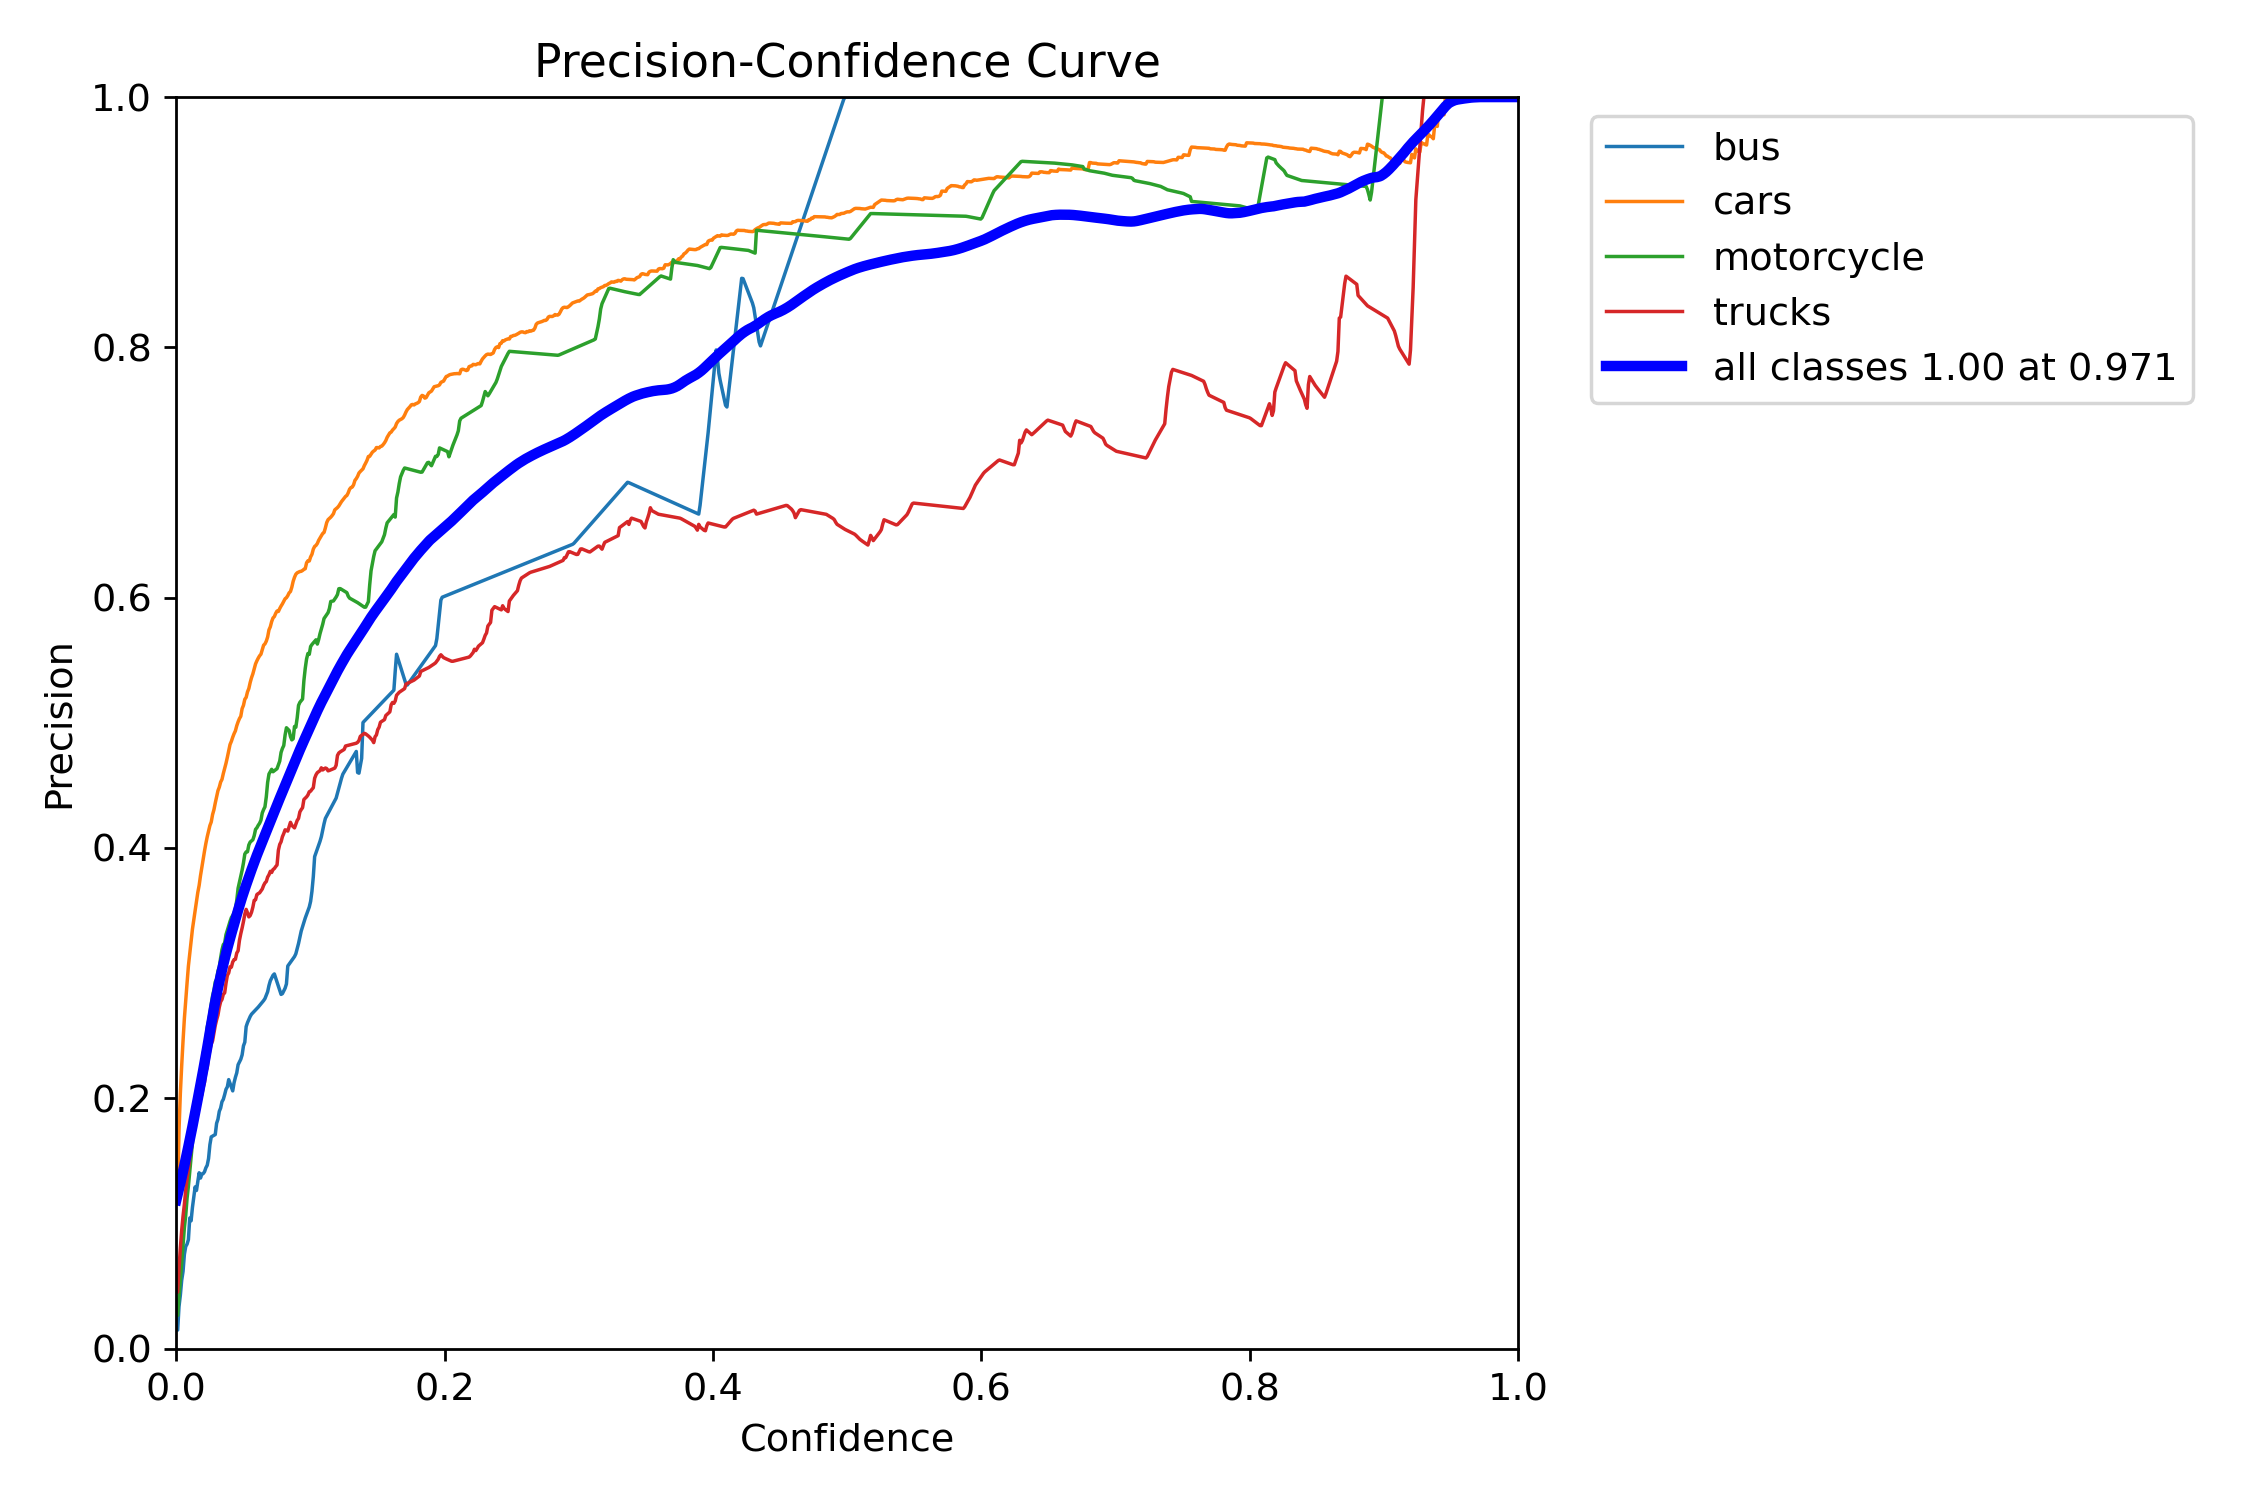 Precision-Confidence Curve
1.0
0.8
0.6
0.4
0.2
0.0
Precision
0.0 0.2 0.4 0.6 0.8 1.0
Confidence
bus
cars
motorcycle
trucks
all classes 1.00 at 0.971